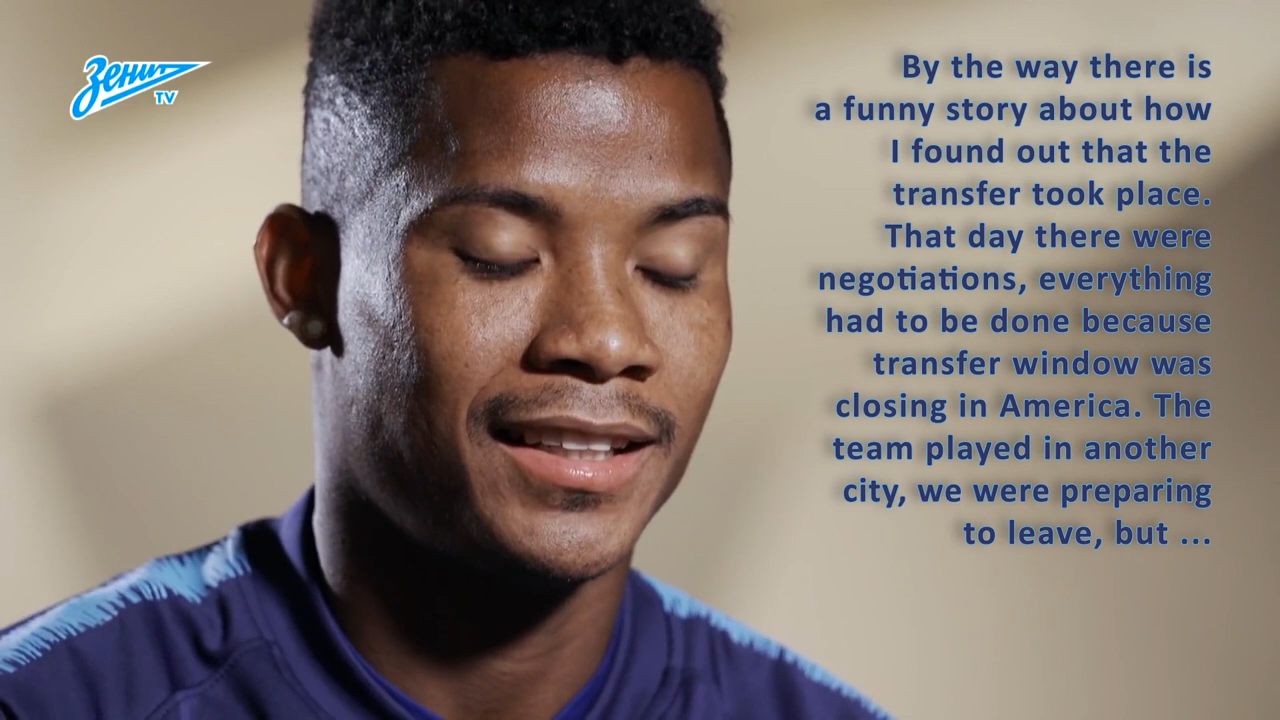 Зенит
TV
By the way there is
a funny story about how
I found out that the
transfer took place.
That day there were
negotiations, everything
had to be done because
transfer window was
closing in America. The
team played in another
city, we were preparing
to leave, but ...